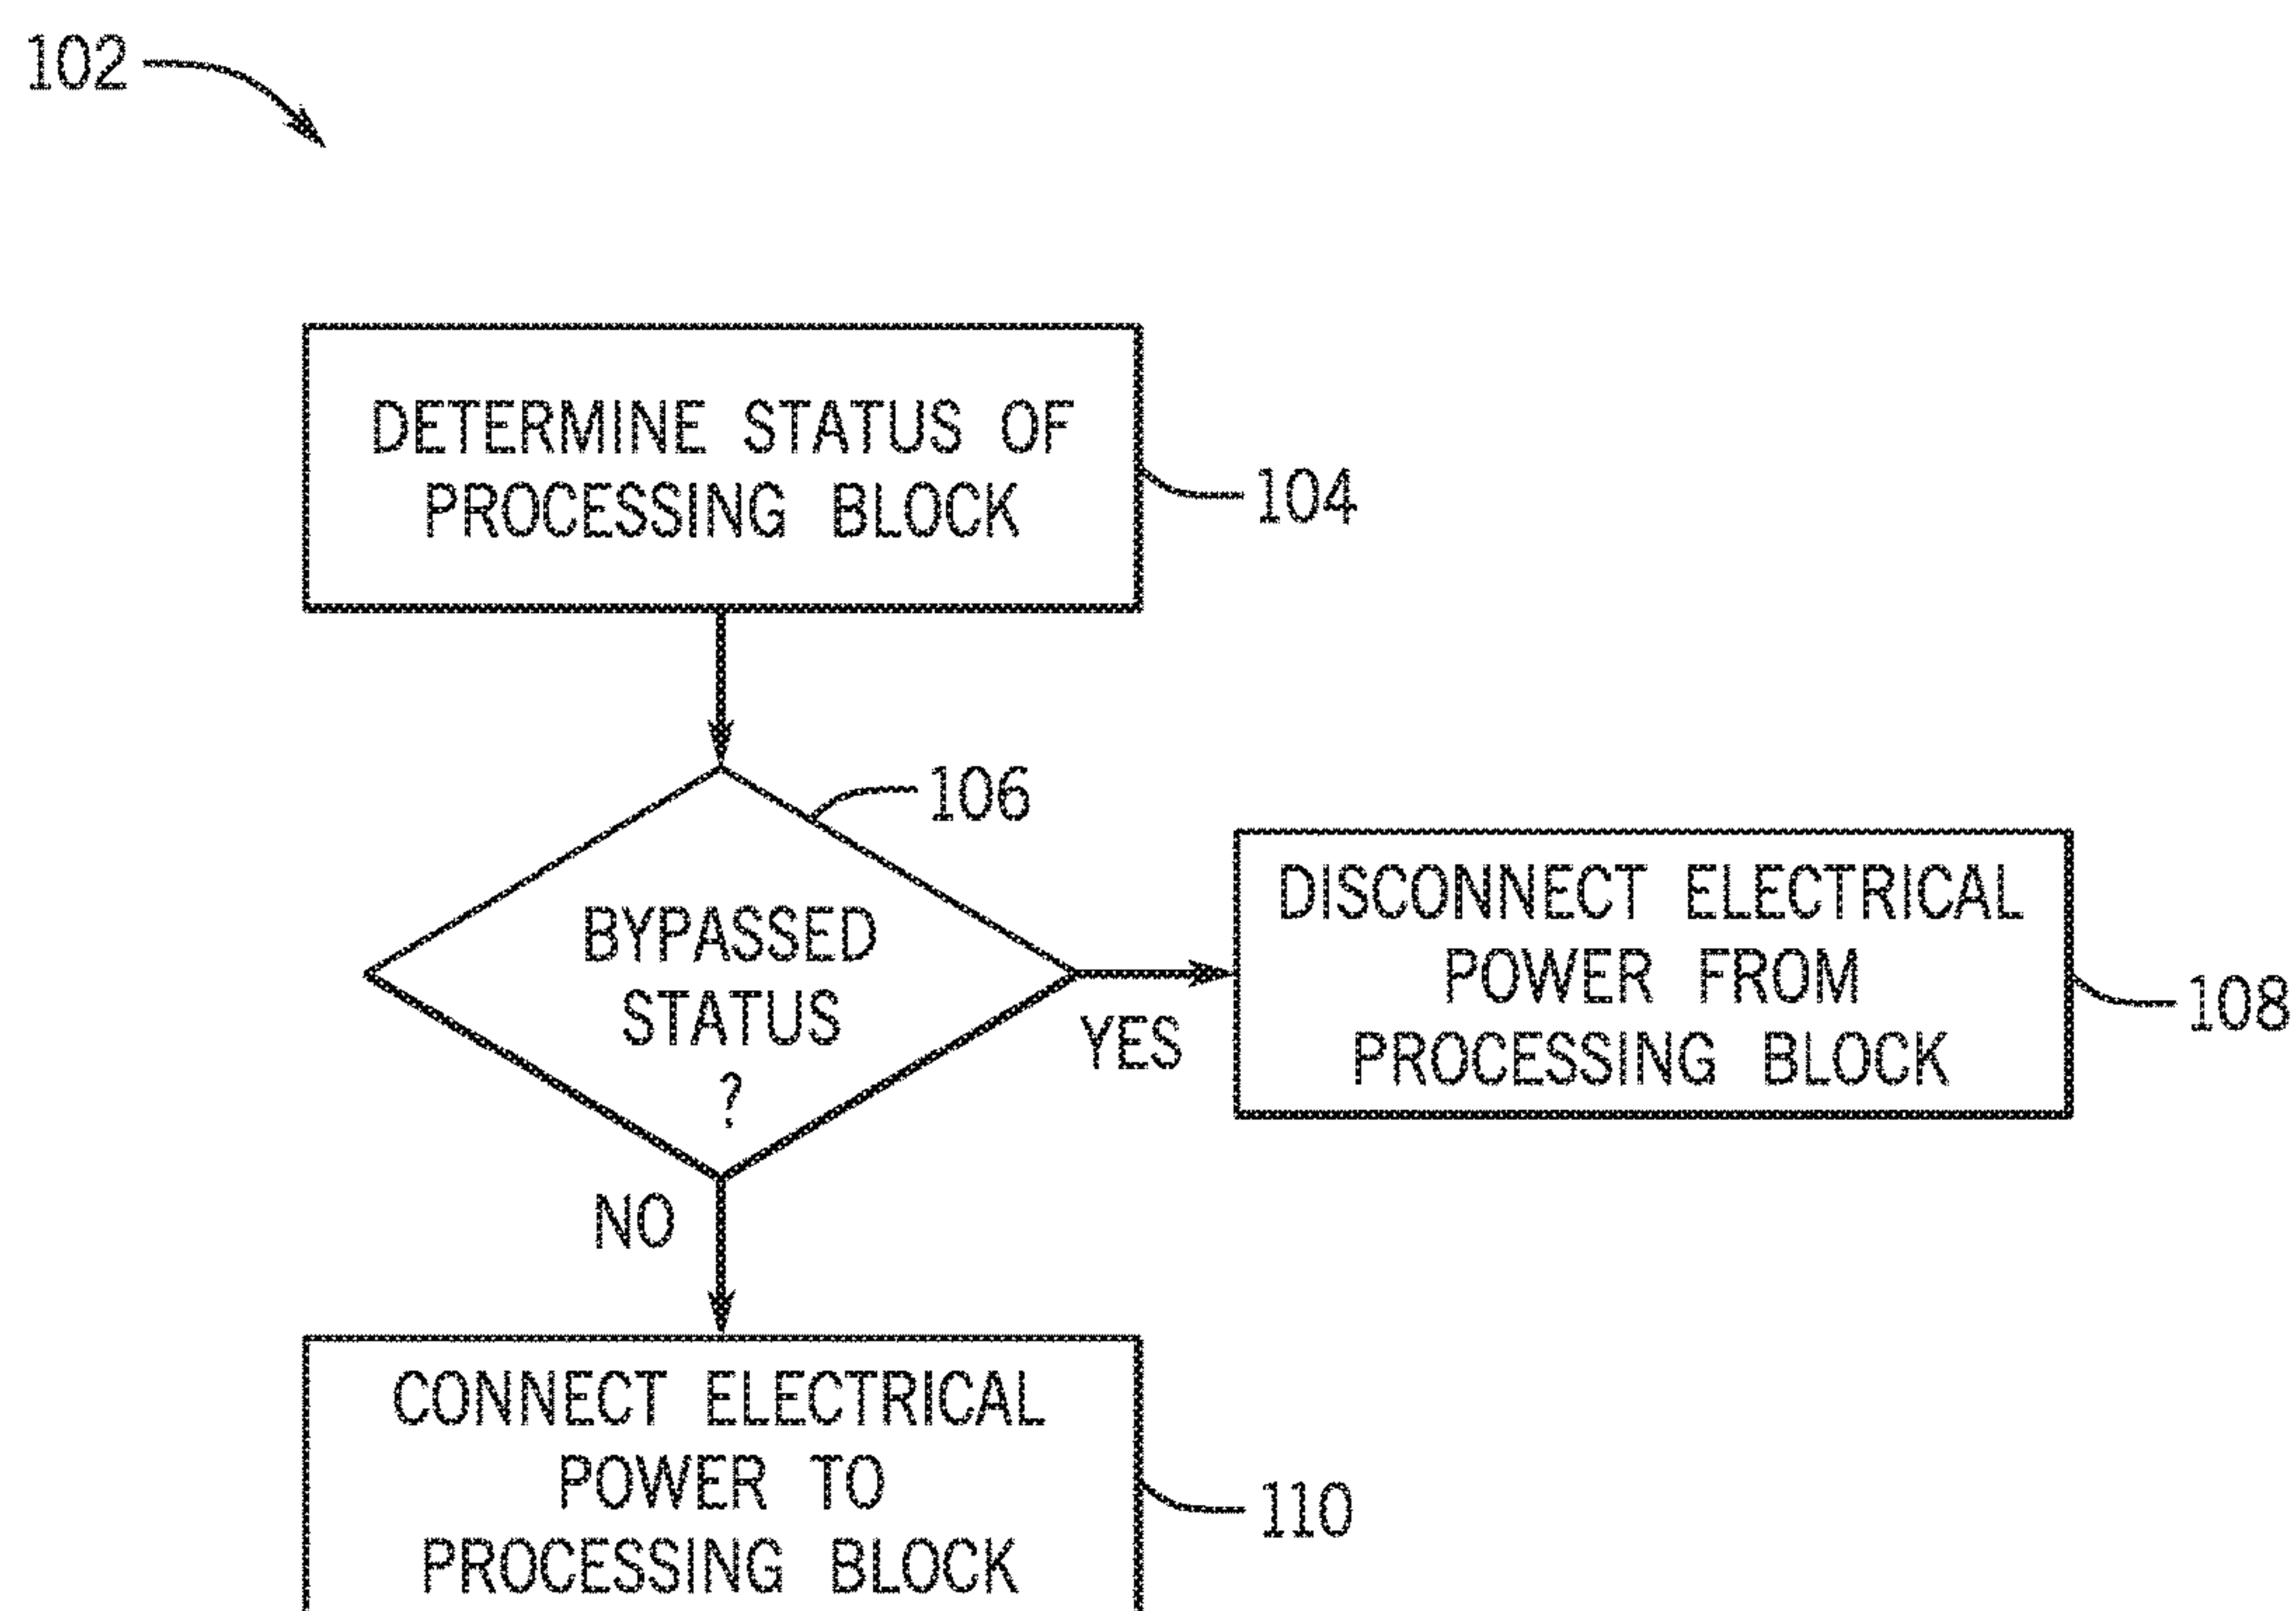 102
DETERMINE STATUS OF
PROCESSING BLOCK
104
106
BYPASSED
STATUS
?
YES
DISCONNECT ELECTRICAL
POWER FROM
PROCESSING BLOCK
108
NO
CONNECT ELECTRICAL
POWER TO
PROCESSING BLOCK
110